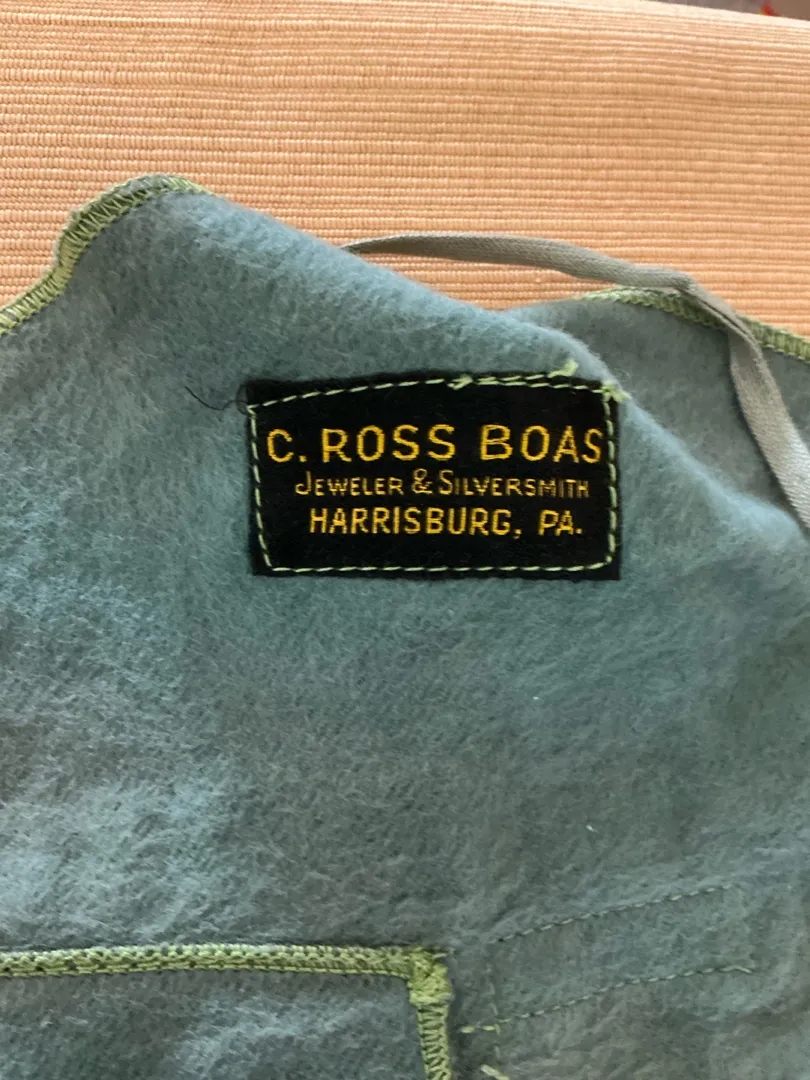 C. ROSS BOAS
JEWELER & SILVERSMITH
HARRISBURG, PA.